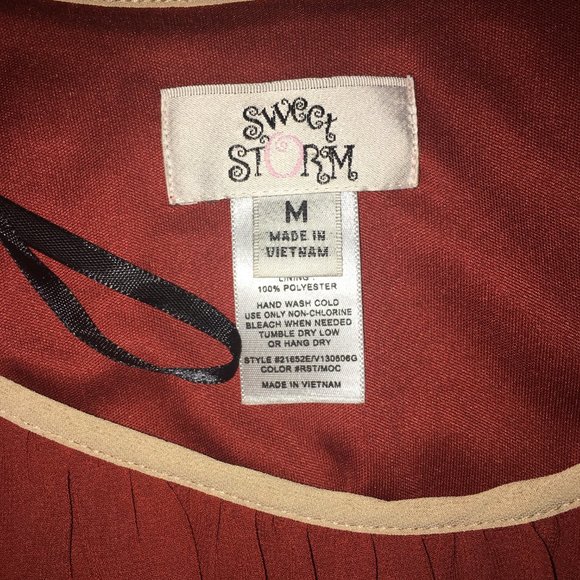 SWEET
STORM
M
MADE IN
VIETNAM
LINING:
100% POLYESTER
HAND WASH COLD
USE ONLY NON-CHLORINE
BLEACH WHEN NEEDED
TUMBLE DRY LOW
OR HANG DRY
STYLE #21652E/V130606G
COLOR #RST/MOC
MADE IN VIETNAM